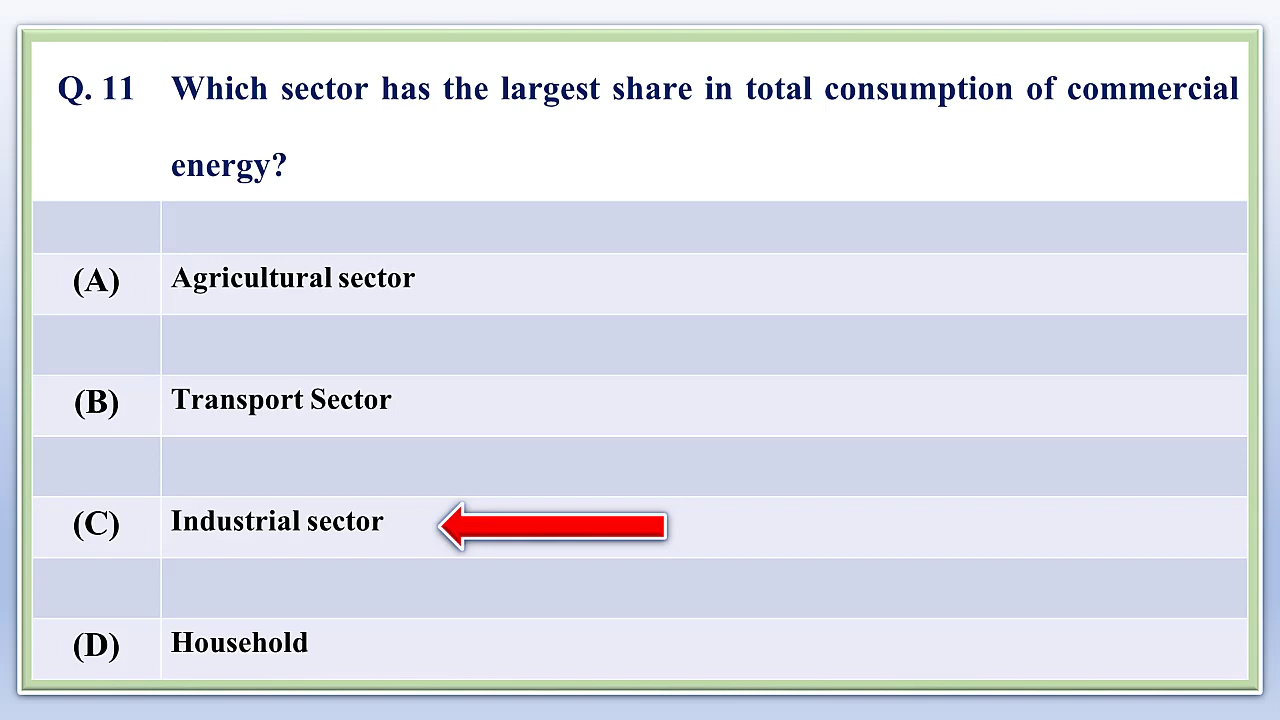 Q. 11 Which sector has the largest share in total consumption of commercial
energy?
(A) Agricultural sector
(B) Transport Sector
(C) Industrial sector
(D) Household